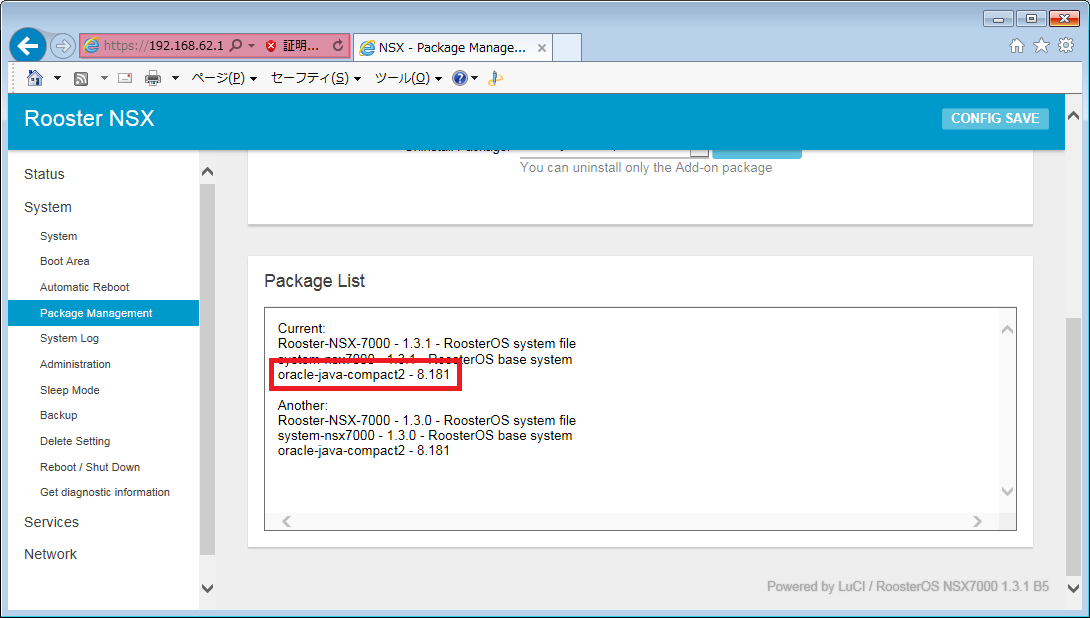 https://192.168.62.1
証明...
NSX - Package Manage...
ページ(P)
セーフティ(S)
ツール(O)
Rooster NSX
CONFIG SAVE
Status
System
System
Boot Area
Automatic Reboot
Package Management
System Log
Administration
Sleep Mode
Backup
Delete Setting
Reboot / Shut Down
Get diagnostic information
Services
Network
You can uninstall only the Add-on package
Package List
Current:
Rooster-NSX-7000 - 1.3.1 - RoosterOS system file
system-nsx7000 - 1.3.1 - RoosterOS base system
oracle-java-compact2 - 8.181
Another:
Rooster-NSX-7000 - 1.3.0 - RoosterOS system file
system-nsx7000 - 1.3.0 - RoosterOS base system
oracle-java-compact2 - 8.181
Powered by LuCI / RoosterOS NSX7000 1.3.1 B5